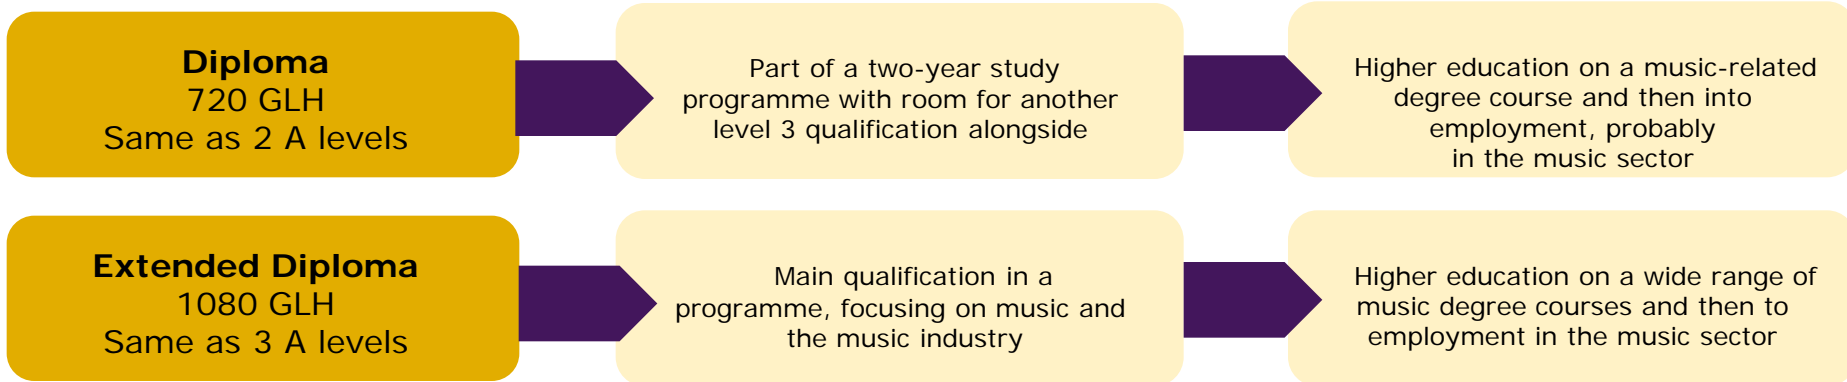 Diploma
720 GLH
Same as 2 A levels
Part of a two-year study
programme with room for another
level 3 qualification alongside
Higher education on a music-related
degree course and then into
employment, probably
in the music sector
Extended Diploma
1080 GLH
Same as 3 A levels
Main qualification in a
programme, focusing on music and
the music industry
Higher education on a wide range of
music degree courses and then to
employment in the music sector